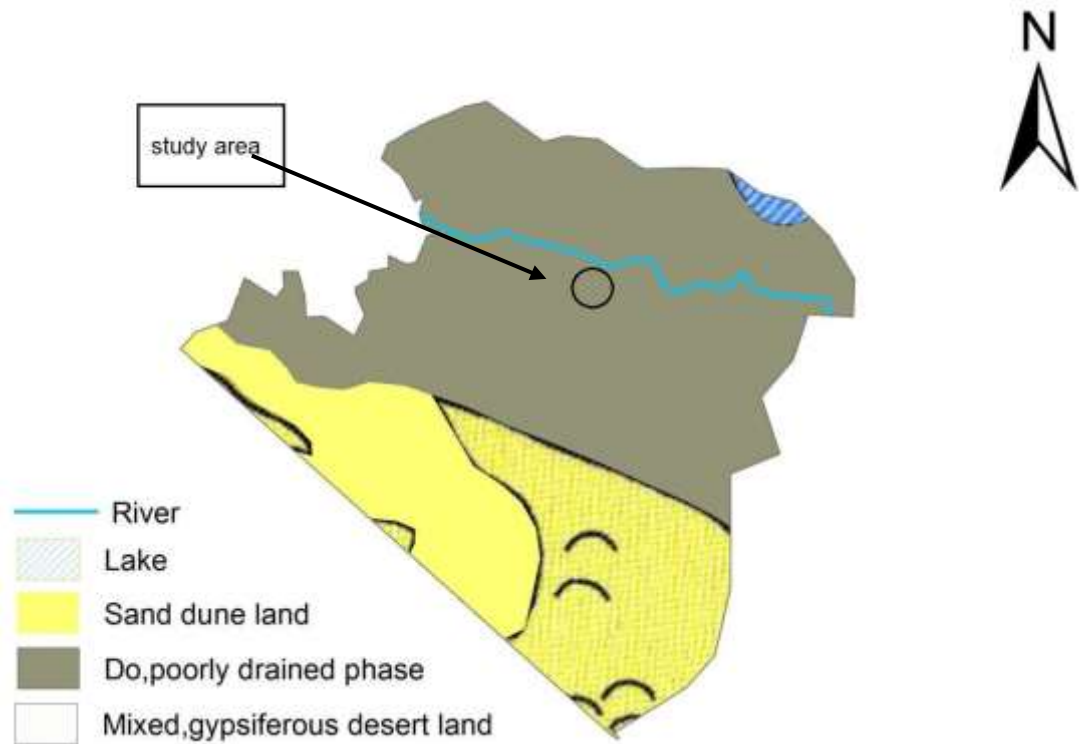 N
study area
River
Lake
Sand dune land
Do,poorly drained phase
Mixed,gypsiferous desert land